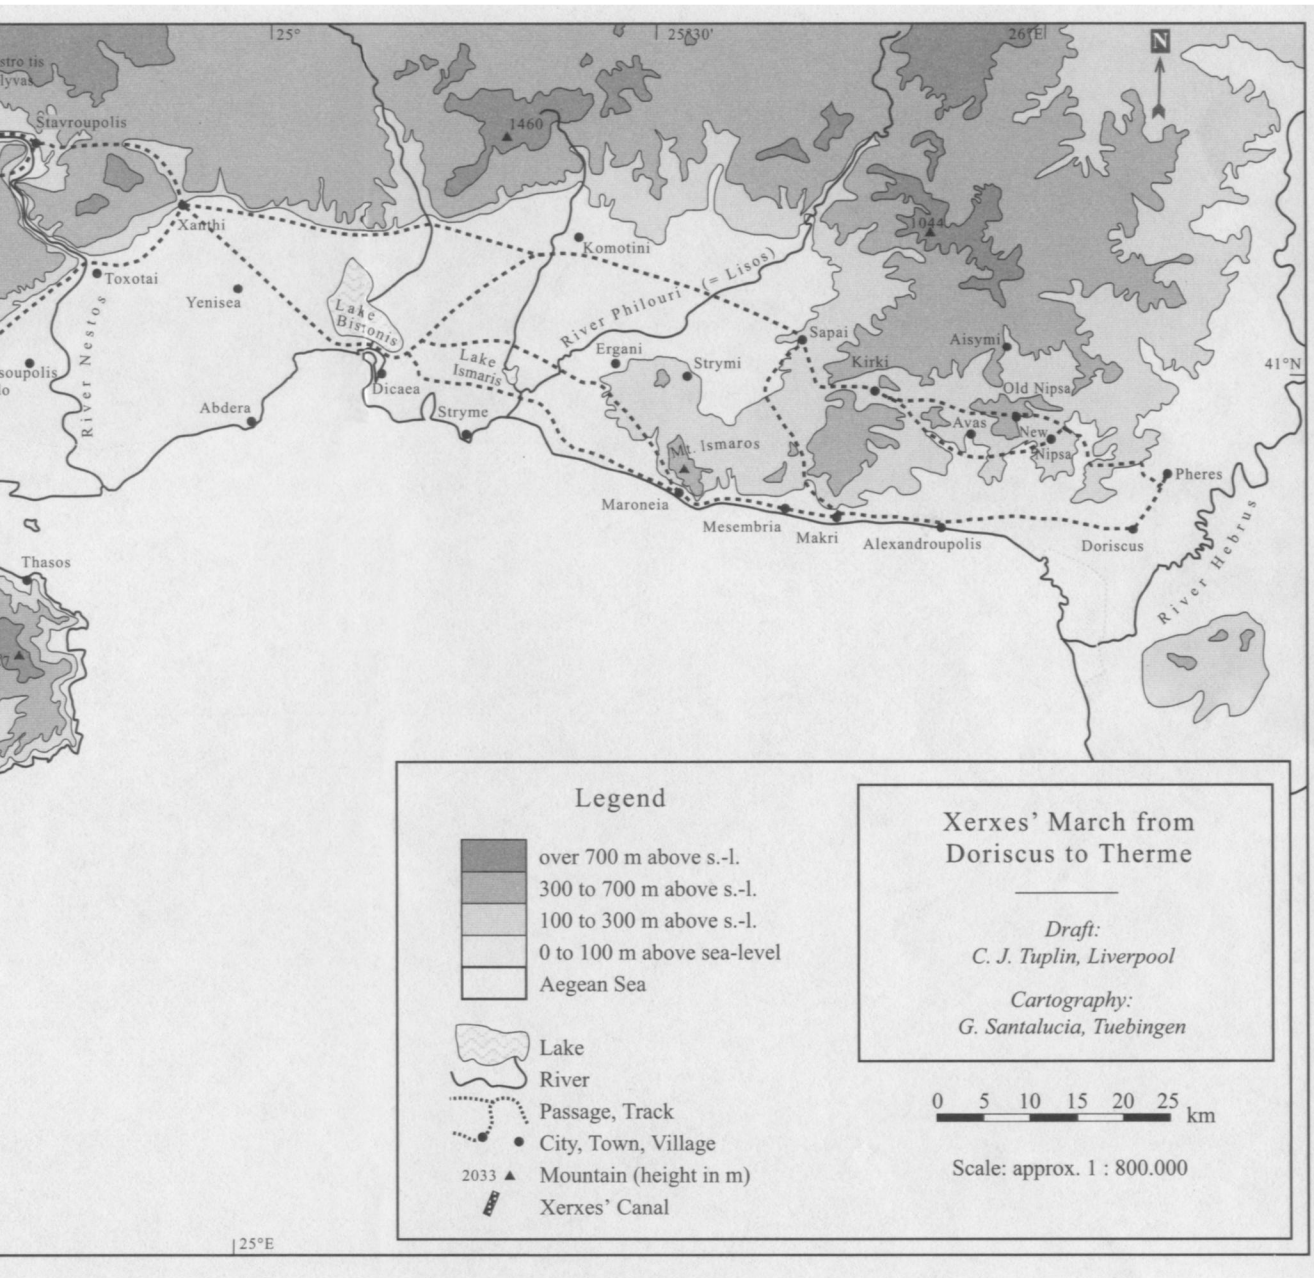 25°
25°30'
26°E
N
stro tis
lyvas
Stavroupolis
1460
Xanthi
1044
Komotini
Toxotai
Yenisea
River Nestos
Lake
Bistonis
River Philouri (= Lisos)
Sapai
Aisymi
Ergani
Strymi
Kirki
41°N
Lake
Ismaris
soupolis
lo
Dicaea
Old Nipsa
Abdera
Stryme
Avas
New
Nipsa
Mt. Ismaros
Pheres
Maroneia
Mesembria
Makri
Alexandroupolis
Doriscus
River Hebrus
Thasos
Legend
over 700 m above s.-l.
300 to 700 m above s.-l.
100 to 300 m above s.-l.
0 to 100 m above sea-level
Aegean Sea
Lake
River
Passage, Track
City, Town, Village
2033 Mountain (height in m)
Xerxes’ Canal
Xerxes’ March from
Doriscus to Therme
Draft:
C. J. Tuplin, Liverpool
Cartography:
G. Santalucia, Tuebingen
0 5 10 15 20 25 km
Scale: approx. 1 : 800.000
25°E